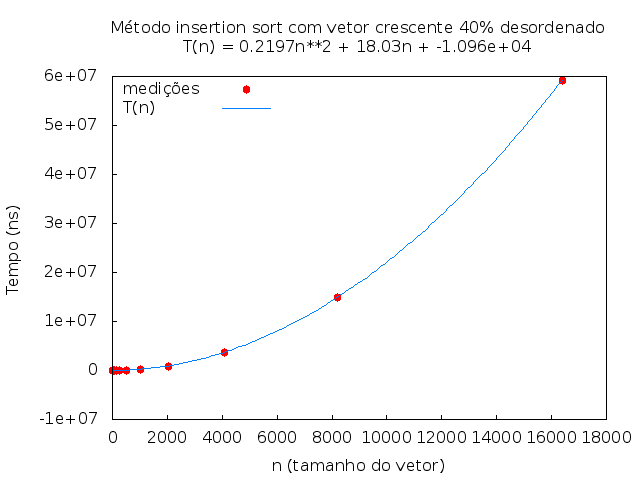 Método insertion sort com vetor crescente 40% desordenado
T(n) = 0.2197n**2 + 18.03n + -1.096e+04
medições
T(n)
6e+07
5e+07
4e+07
3e+07
2e+07
1e+07
0
-1e+07
Tempo (ns)
0 2000 4000 6000 8000 10000 12000 14000 16000 18000
n (tamanho do vetor)